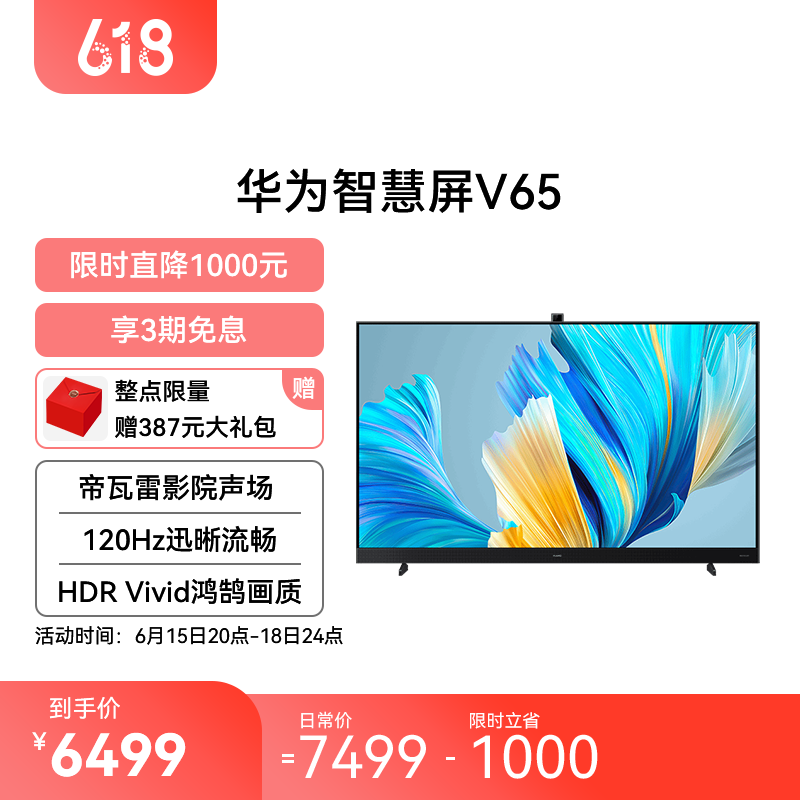 618
华为智慧屏V65
限时直降1000元
享3期免息
整点限量
赠
赠387元大礼包
帝瓦雷影院声场
120Hz迅晰流畅
HDR Vivid鸿鹄画质
活动时间：6月15日20点-18日24点
到手价
¥6499
日常价
=7499
限时立省
-1000